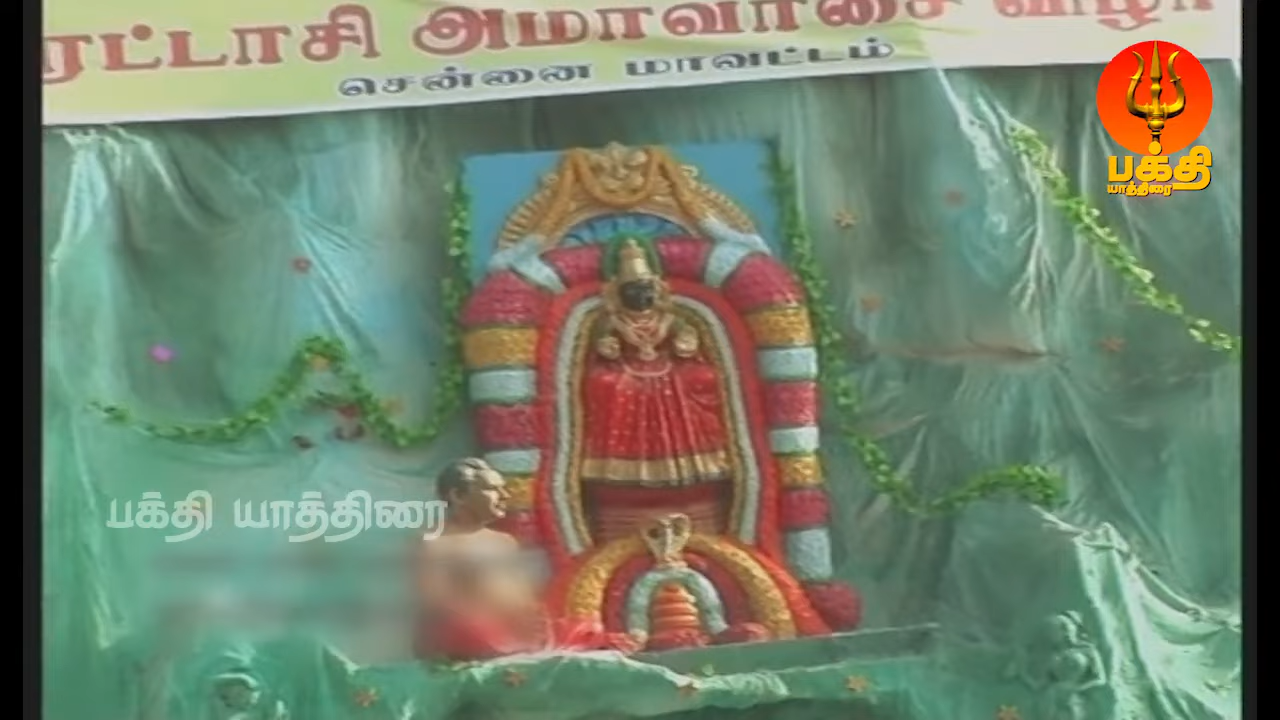 ரட்டாசி அமாவாசை விழா
சென்னை மாவட்டம்
பக்தி
யாத்திரை
பக்தி யாத்திரை